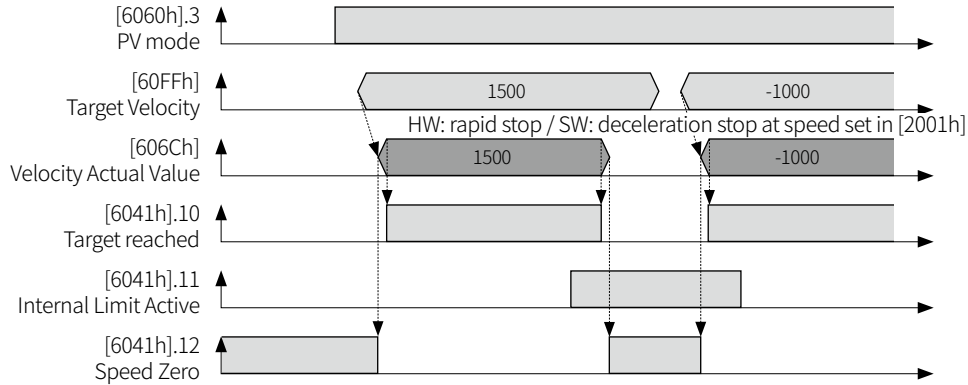 [6060h].3
PV mode
[60FFh]
Target Velocity
1500
-1000
HW: rapid stop / SW: deceleration stop at speed set in [2001h]
[606Ch]
Velocity Actual Value
1500
-1000
[6041h].10
Target reached
[6041h].11
Internal Limit Active
[6041h].12
Speed Zero